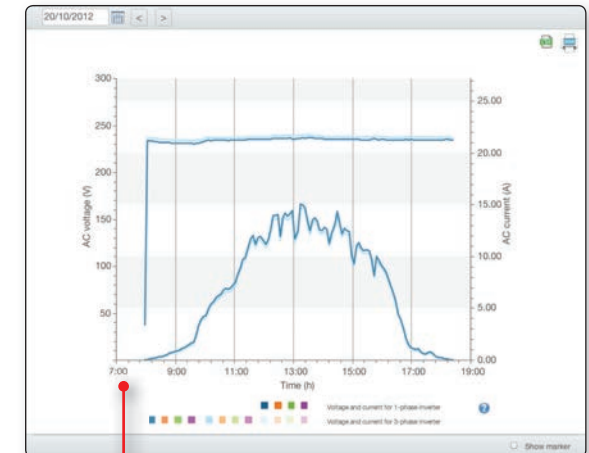 20/10/2012 < >
300
250
200
150
100
50
AC voltage (V)
25.00
20.00
15.00
10.00
5.00
0.00
AC current (A)
7:00 9:00 11:00 13:00 15:00 17:00 19:00
Time (h)
Voltage and current for 1-phase inverter
Voltage and current for 3-phase inverter
?
Show marker